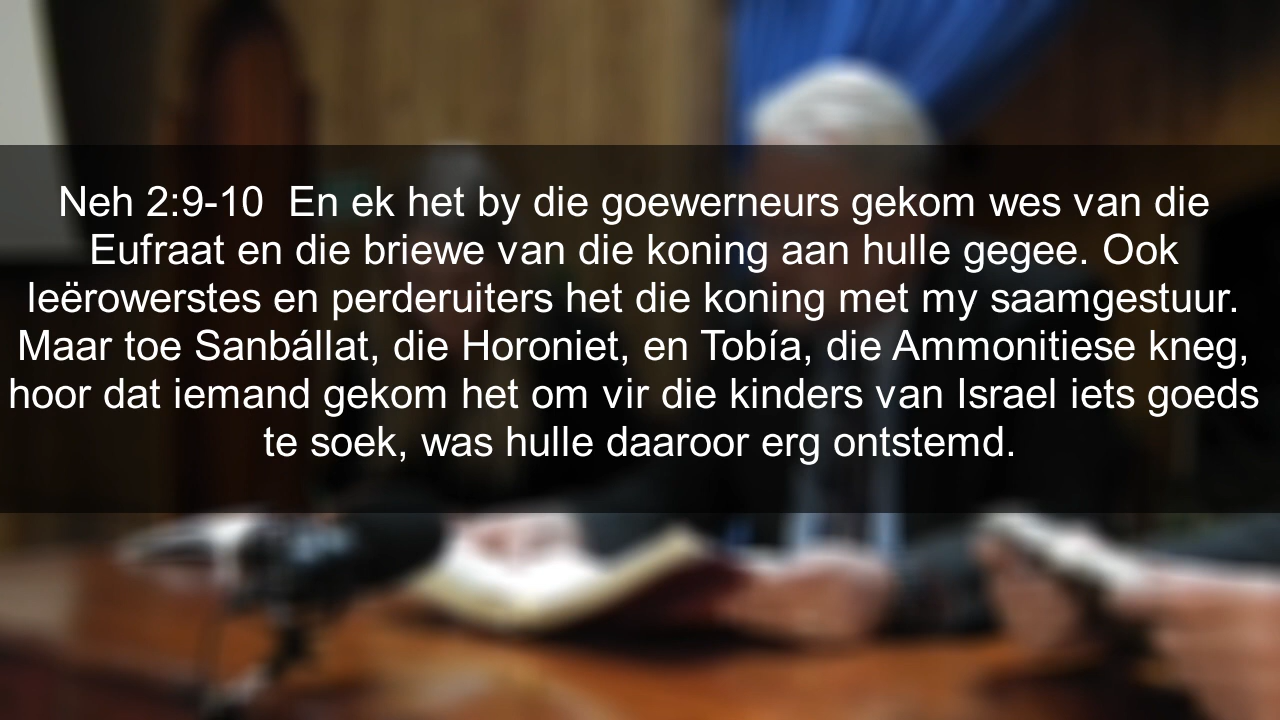 Neh 2:9-10  En ek het by die goewerneurs gekom wes van die
Eufraat en die briewe van die koning aan hulle gegee. Ook
leërowerstes en perderuiters het die koning met my saamgestuur.
Maar toe Sanbállat, die Horoniet, en Tobía, die Ammonitiese kneg,
hoor dat iemand gekom het om vir die kinders van Israel iets goeds
te soek, was hulle daaroor erg ontstemd.